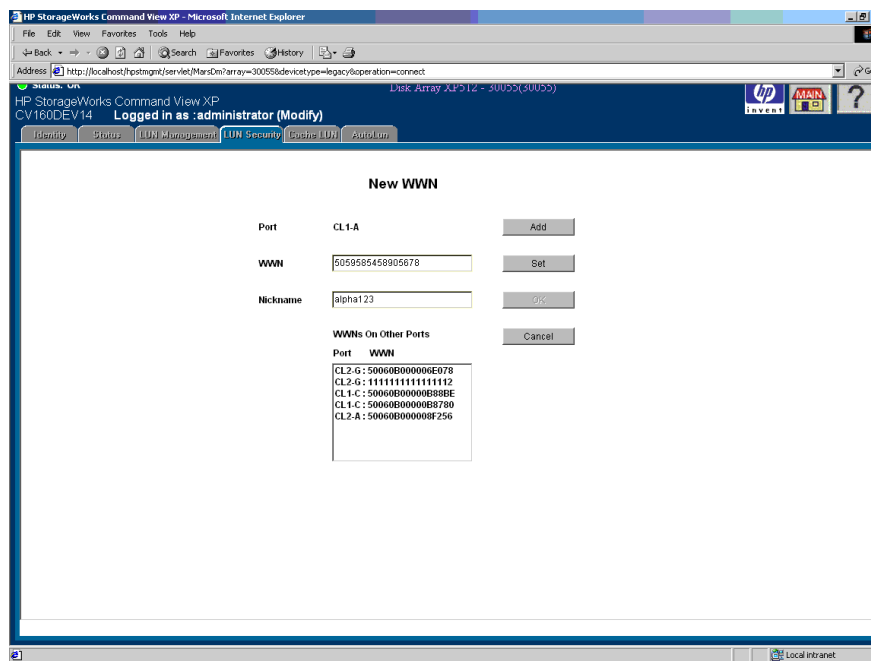 HP StorageWorks Command View XP - Microsoft Internet Explorer
File Edit View Favorites Tools Help
Back Search Favorites History
Address http://localhost/hpstmgmt/servlet/MarsDm?array=30055&devicetype=legacy&operation=connect
Status: OK Disk Array XP512 - 30055(30055)
HP StorageWorks Command View XP
CV160DEV14 Logged in as :administrator (Modify)
hp invent MAIN ?
Identity Status LUN Management LUN Security Cache LUN AutoLun
New WWN
Port CL1-A Add
WWN 5059585458905678 Set
Nickname alpha123 OK
WWNs On Other Ports Cancel
Port WWN
CL2-G : 50060B000006E078
CL2-G : 1111111111111112
CL1-C : 50060B00000B88BE
CL1-C : 50060B00000B8780
CL2-A : 50060B000008F256
Local intranet